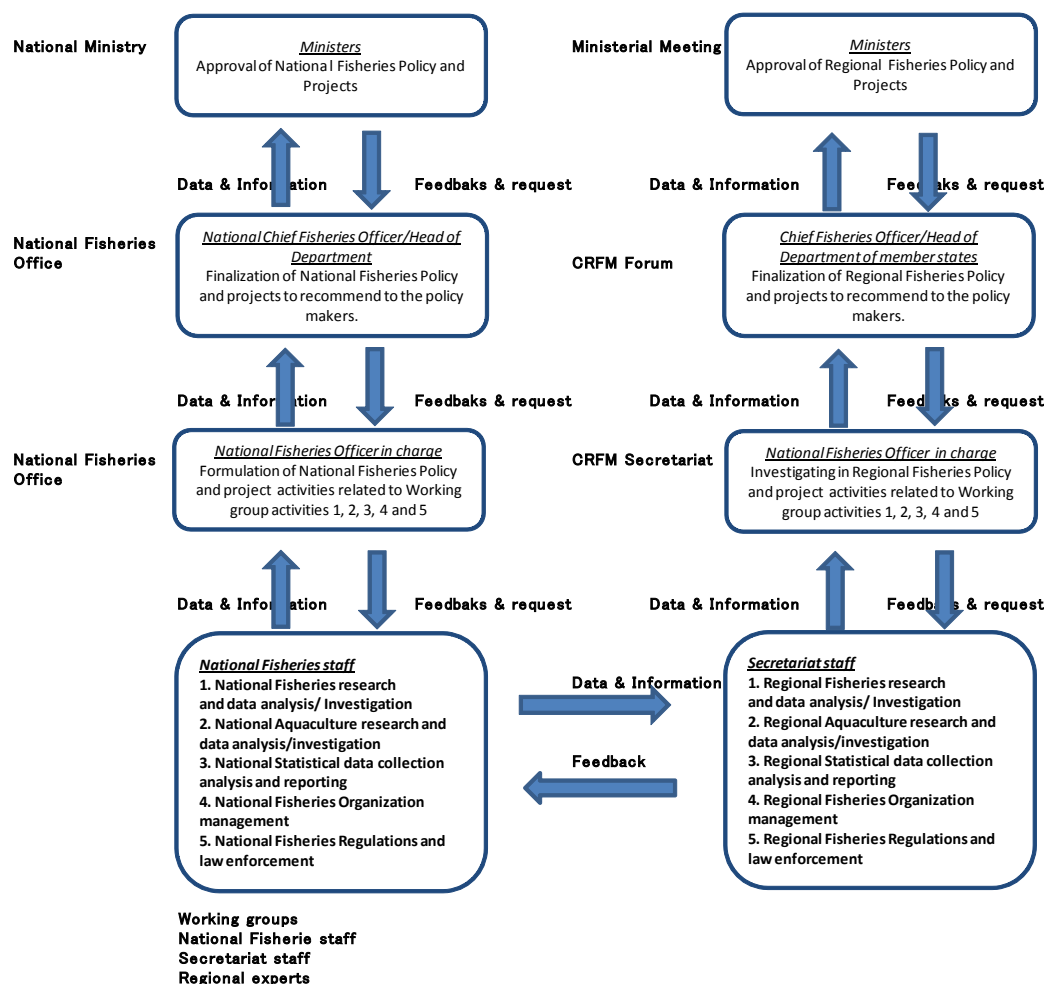 National Ministry
Ministers
Approval of National Fisheries Policy and
Projects
Ministerial Meeting
Ministers
Approval of Regional Fisheries Policy and
Projects
Data & Information
Feedbaks & request
Data & Information
Feedbaks & request
National Fisheries
Office
National Chief Fisheries Officer/Head of
Department
Finalization of National Fisheries Policy
and projects to recommend to the policy
makers.
CRFM Forum
Chief Fisheries Officer/Head of
Department of member states
Finalization of Regional Fisheries Policy
and projects to recommend to the policy
makers.
Data & Information
Feedbaks & request
Data & Information
Feedbaks & request
National Fisheries
Office
National Fisheries Officer in charge
Formulation of National Fisheries Policy
and project activities related to Working
group activities 1, 2, 3, 4 and 5
CRFM Secretariat
National Fisheries Officer in charge
Investigating in Regional Fisheries Policy
and project activities related to Working
group activities 1, 2, 3, 4 and 5
Data & Information
Feedbaks & request
Data & Information
Feedbaks & request
National Fisheries staff
1. National Fisheries research
and data analysis/ Investigation
2. National Aquaculture research and
data analysis/investigation
3. National Statistical data collection
analysis and reporting
4. National Fisheries Organization
management
5. National Fisheries Regulations and
law enforcement
Data & Information
Feedback
Secretariat staff
1. Regional Fisheries research
and data analysis/ Investigation
2. Regional Aquaculture research and
data analysis/investigation
3. Regional Statistical data collection
analysis and reporting
4. Regional Fisheries Organization
management
5. Regional Fisheries Regulations and
law enforcement
Working groups
National Fisherie staff
Secretariat staff
Regional experts